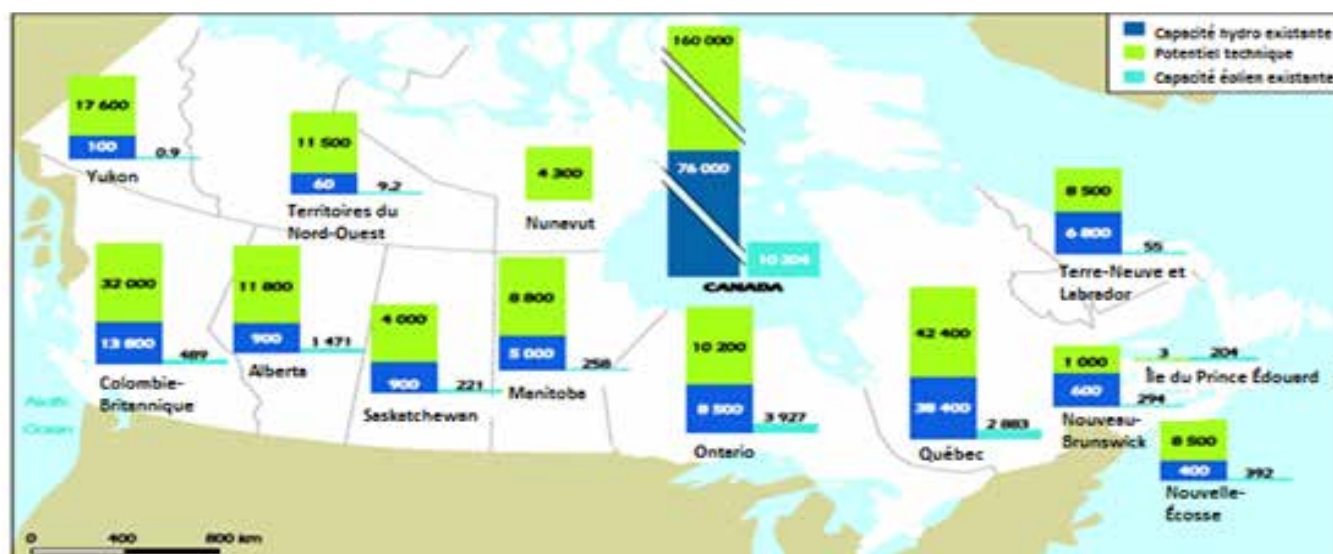 Capacité hydro existante
Potentiel technique
Capacité éolien existante
160 000
76 000
10 204
CANADA
17 600
100
0.9
Yukon
11 500
60
9.2
Territoires du
Nord-Ouest
4 300
Nunavut
8 500
6 800
55
Terre-Neuve et
Labrador
32 000
13 800
489
Colombie-
Britannique
11 800
900
1 471
Alberta
4 000
900
221
Saskatchewan
8 800
5 000
258
Manitoba
10 200
8 500
3 927
Ontario
42 400
38 400
2 883
Québec
1 000
600
294
Nouveau-
Brunswick
3
204
Île du Prince Édouard
8 500
400
392
Nouvelle-
Écosse
Ocean
0 400 800 km